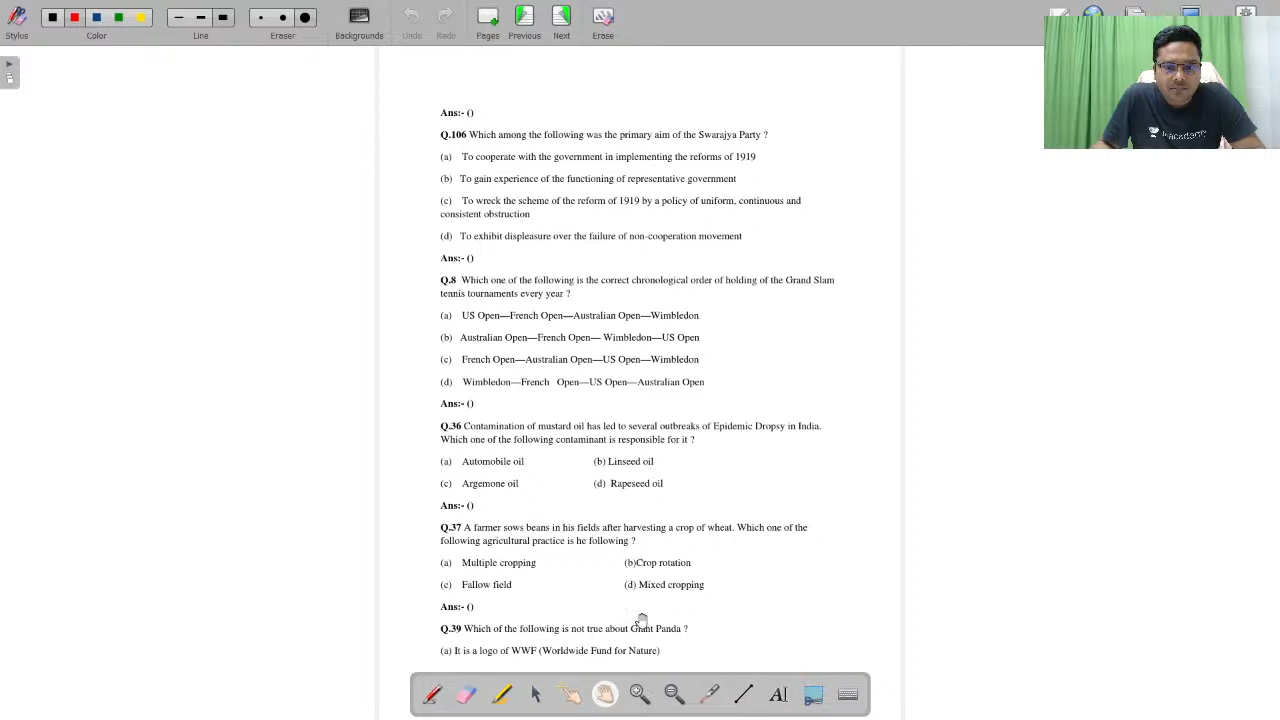 Stylus
Color
Line
Eraser
Backgrounds
Undo
Redo
Pages
Previous
Next
Erase
Ans:- ()
Q.106 Which among the following was the primary aim of the Swarajya Party ?
(a) To cooperate with the government in implementing the reforms of 1919
(b) To gain experience of the functioning of representative government
(c) To wreck the scheme of the reform of 1919 by a policy of uniform, continuous and
consistent obstruction
(d) To exhibit displeasure over the failure of non-cooperation movement
Ans:- ()
Q.8 Which one of the following is the correct chronological order of holding of the Grand Slam
tennis tournaments every year ?
(a) US Open—French Open—Australian Open—Wimbledon
(b) Australian Open—French Open— Wimbledon—US Open
(c) French Open—Australian Open—US Open—Wimbledon
(d) Wimbledon—French Open—US Open—Australian Open
Ans:- ()
Q.36 Contamination of mustard oil has led to several outbreaks of Epidemic Dropsy in India.
Which one of the following contaminant is responsible for it ?
(a) Automobile oil (b) Linseed oil
(c) Argemone oil (d) Rapeseed oil
Ans:- ()
Q.37 A farmer sows beans in his fields after harvesting a crop of wheat. Which one of the
following agricultural practice is he following ?
(a) Multiple cropping (b)Crop rotation
(c) Fallow field (d) Mixed cropping
Ans:- ()
Q.39 Which of the following is not true about Giant Panda ?
(a) It is a logo of WWF (Worldwide Fund for Nature)